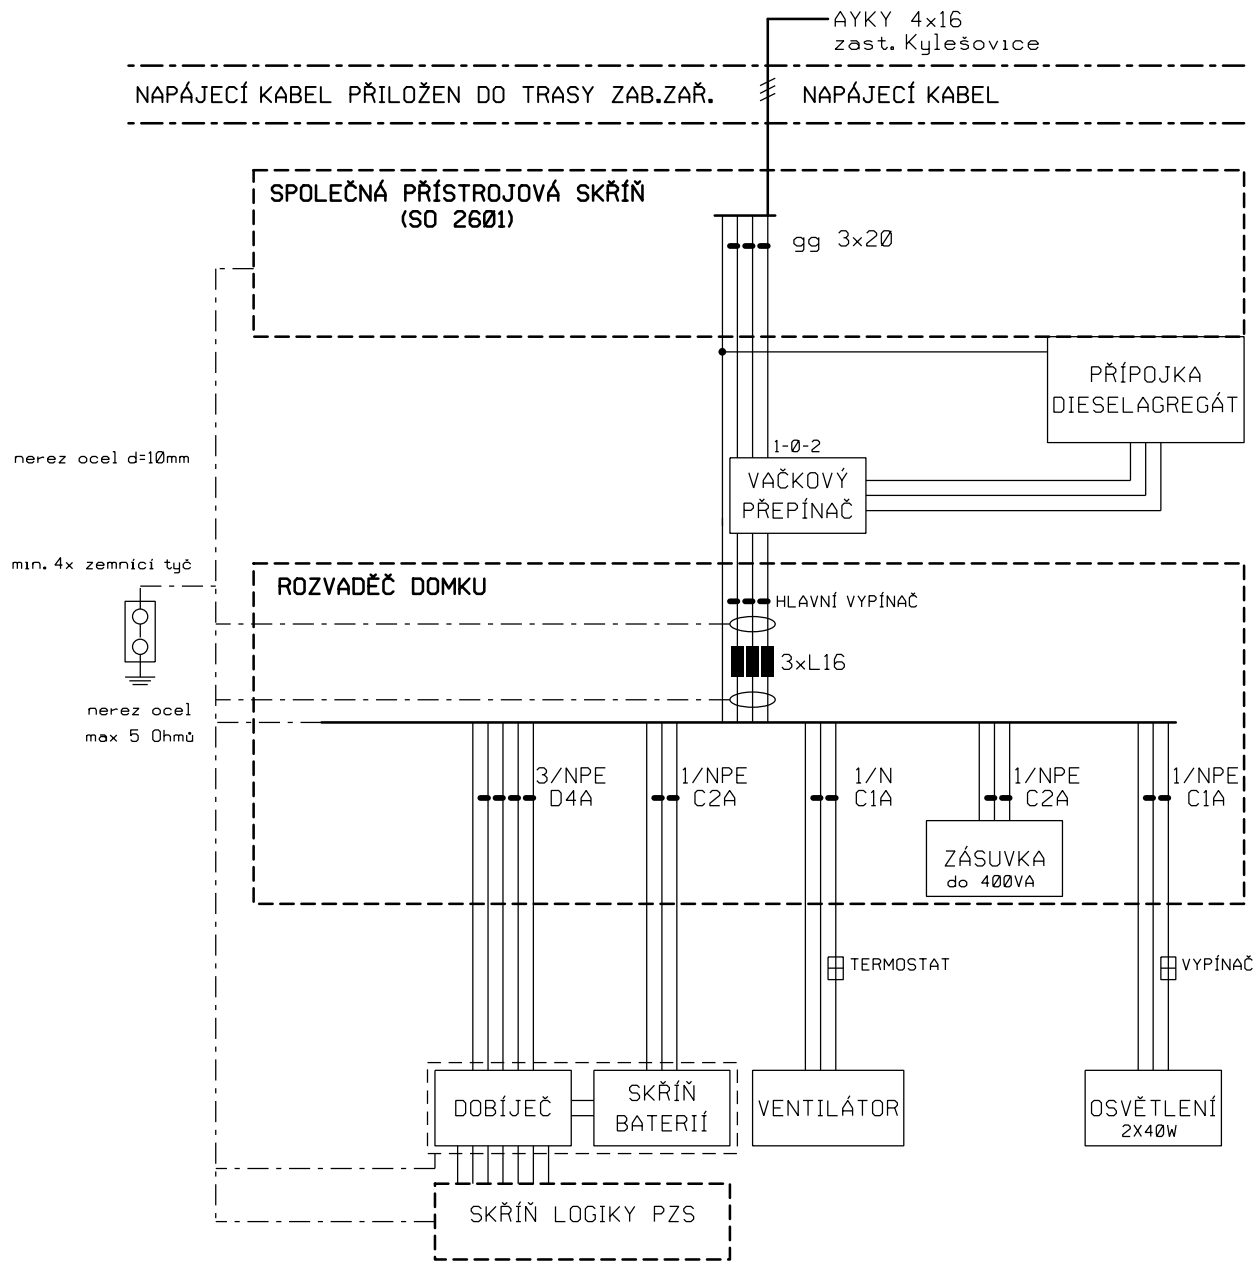 AYKY 4x16
zast. Kylešovice
NAPÁJECÍ KABEL PŘILOŽEN DO TRASY ZAB.ZAŘ.
NAPÁJECÍ KABEL
SPOLEČNÁ PŘÍSTROJOVÁ SKŘÍŇ
(SO 2601)
gg 3x20
PŘÍPOJKA
DIESELAGREGÁT
1-0-2
VAČKOVÝ
PŘEPÍNAČ
nerez ocel d=10mm
min. 4x zemnící tyč
ROZVADĚČ DOMKU
HLAVNÍ VYPÍNAČ
3xL16
nerez ocel
max 5 Ohmů
3/NPE
D4A
1/NPE
C2A
1/N
C1A
1/NPE
C2A
1/NPE
C1A
ZÁSUVKA
do 400VA
TERMOSTAT
VYPÍNAČ
DOBÍJEČ
SKŘÍŇ
BATERIÍ
VENTILÁTOR
OSVĚTLENÍ
2X40W
SKŘÍŇ LOGIKY PZS